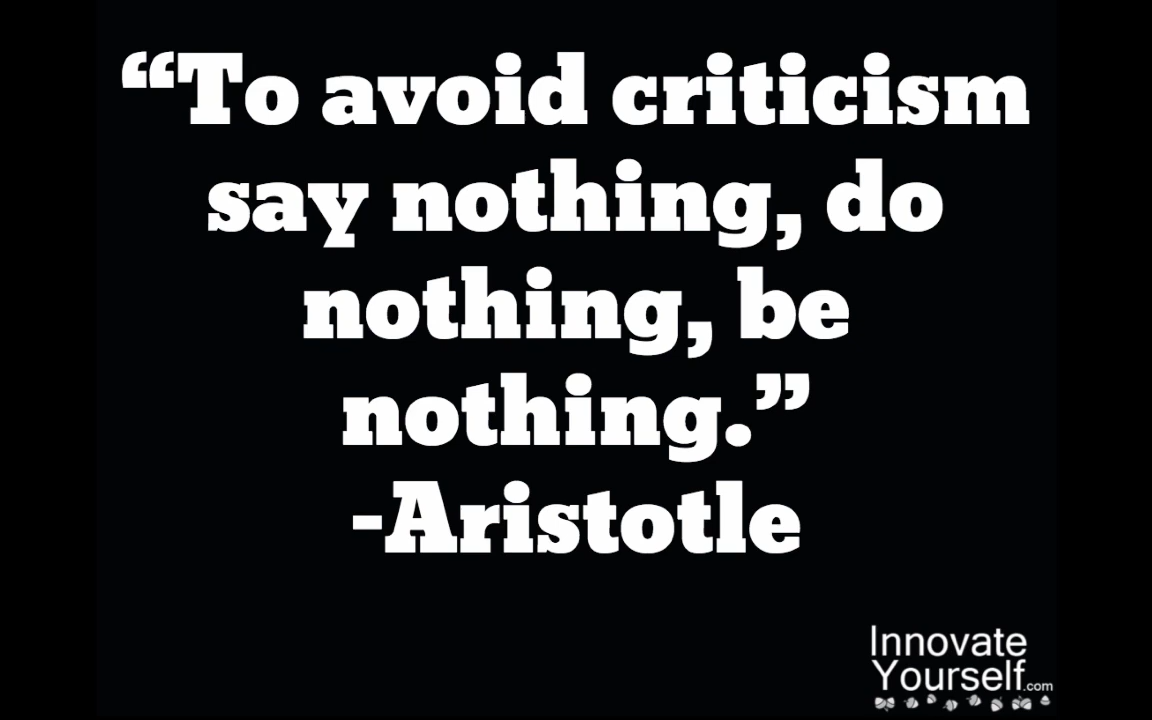 “To avoid criticism
say nothing, do
nothing, be
nothing.”
-Aristotle
Innovate
Yourself.com